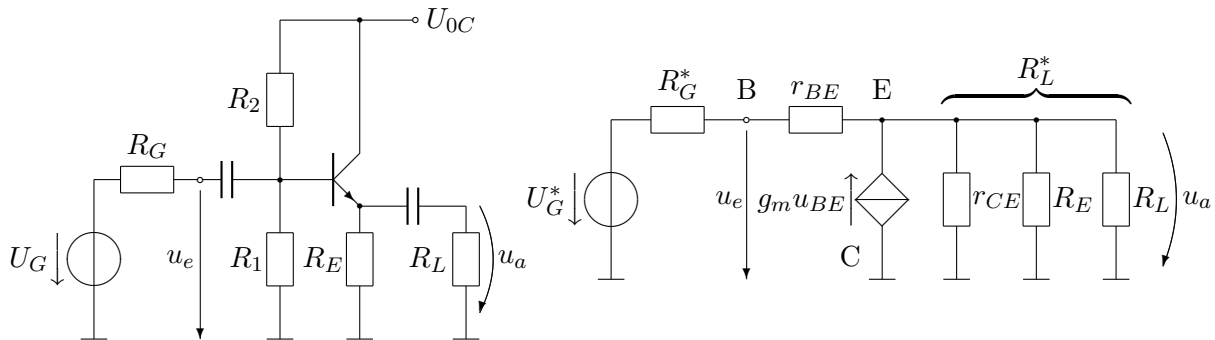 U_{0C}
R_2
R_G
U_G
u_e
R_1
R_E
R_L
u_a
R_L^*
R_G^*
B
r_{BE}
E
U_G^*
u_e
g_m u_{BE}
r_{CE}
R_E
R_L
u_a
C